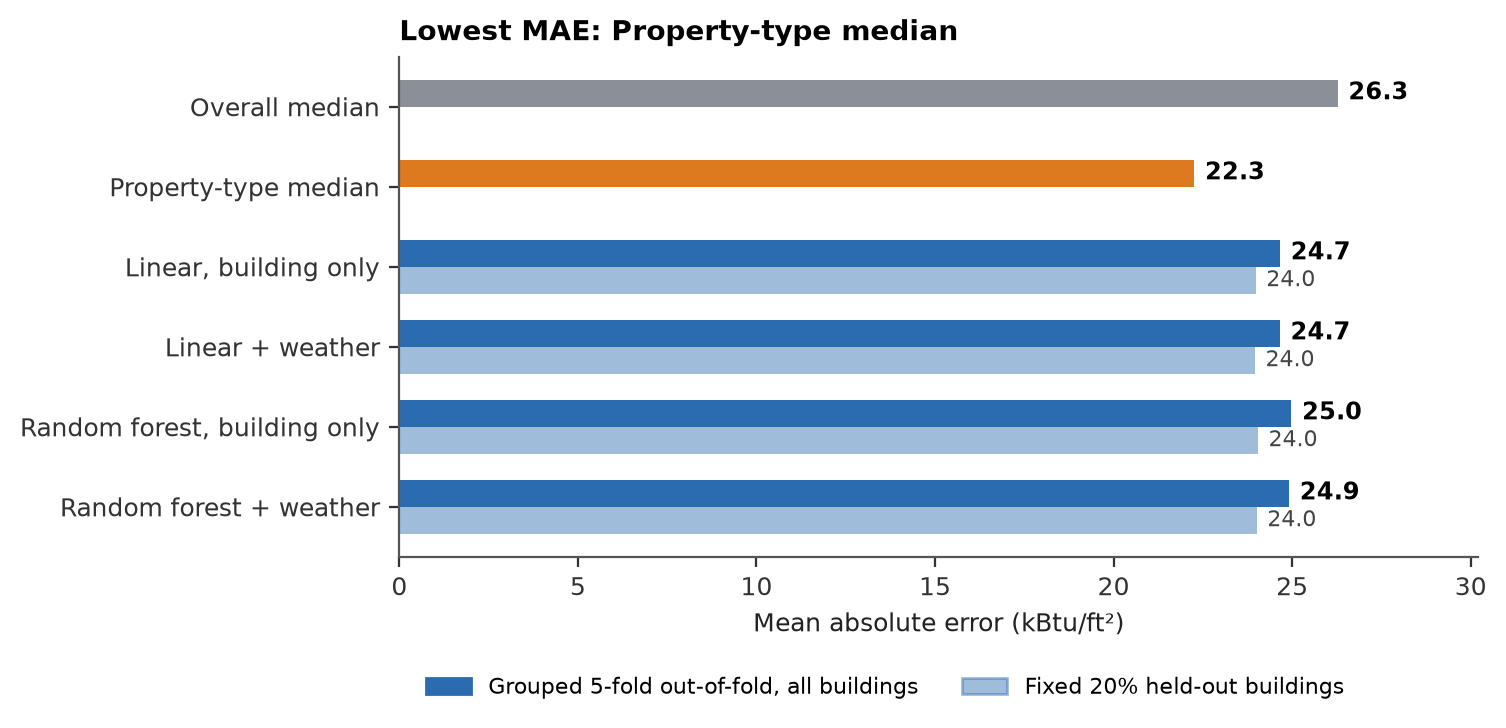 Lowest MAE: Property-type median
Overall median 26.3
Property-type median 22.3
Linear, building only 24.7
24.0
Linear + weather 24.7
24.0
Random forest, building only 25.0
24.0
Random forest + weather 24.9
24.0
0 5 10 15 20 25 30
Mean absolute error (kBtu/ft²)
Grouped 5-fold out-of-fold, all buildings Fixed 20% held-out buildings